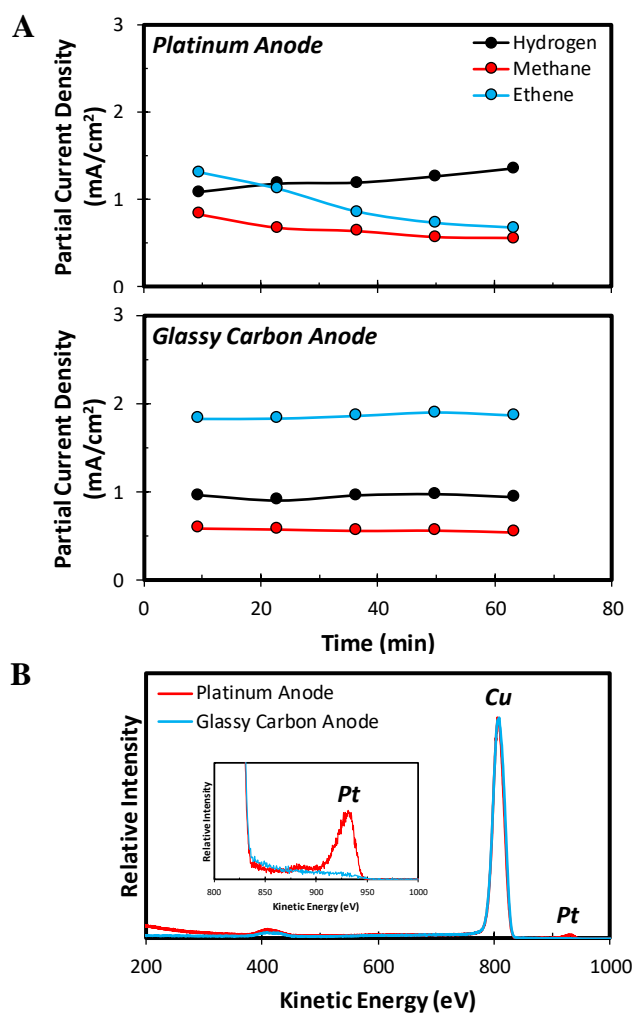 A
Platinum Anode
Hydrogen
Methane
Ethene
Partial Current Density
(mA/cm²)
3
2
1
0
Glassy Carbon Anode
Partial Current Density
(mA/cm²)
3
2
1
0
0 20 40 60 80
Time (min)
B
Platinum Anode
Glassy Carbon Anode
Cu
Pt
Relative Intensity
Pt
Relative Intensity
800 850 900 950 1000
Kinetic Energy (eV)
200 400 600 800 1000
Kinetic Energy (eV)